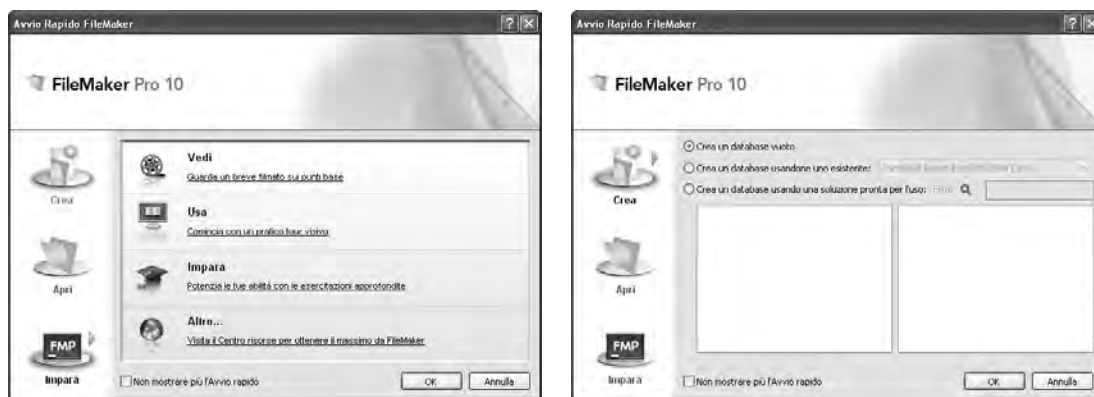 Avvio Rapido FileMaker
FileMaker Pro 10
Crea
Apri
FMP
Impara
Vedi
Guarda un breve filmato sui punti base
Usa
Comincia con un pratico tour visivo
Impara
Potenzia le tue abilità con le esercitazioni approfondite
Altro...
Visita il Centro risorse per ottenere il massimo da FileMaker
Non mostrare più l'Avvio rapido
OK
Annulla
Avvio Rapido FileMaker
FileMaker Pro 10
Crea
Apri
FMP
Impara
Crea un database vuoto
Crea un database usandone uno esistente:
Crea un database usando una soluzione pronta per l'uso:
Non mostrare più l'Avvio rapido
OK
Annulla